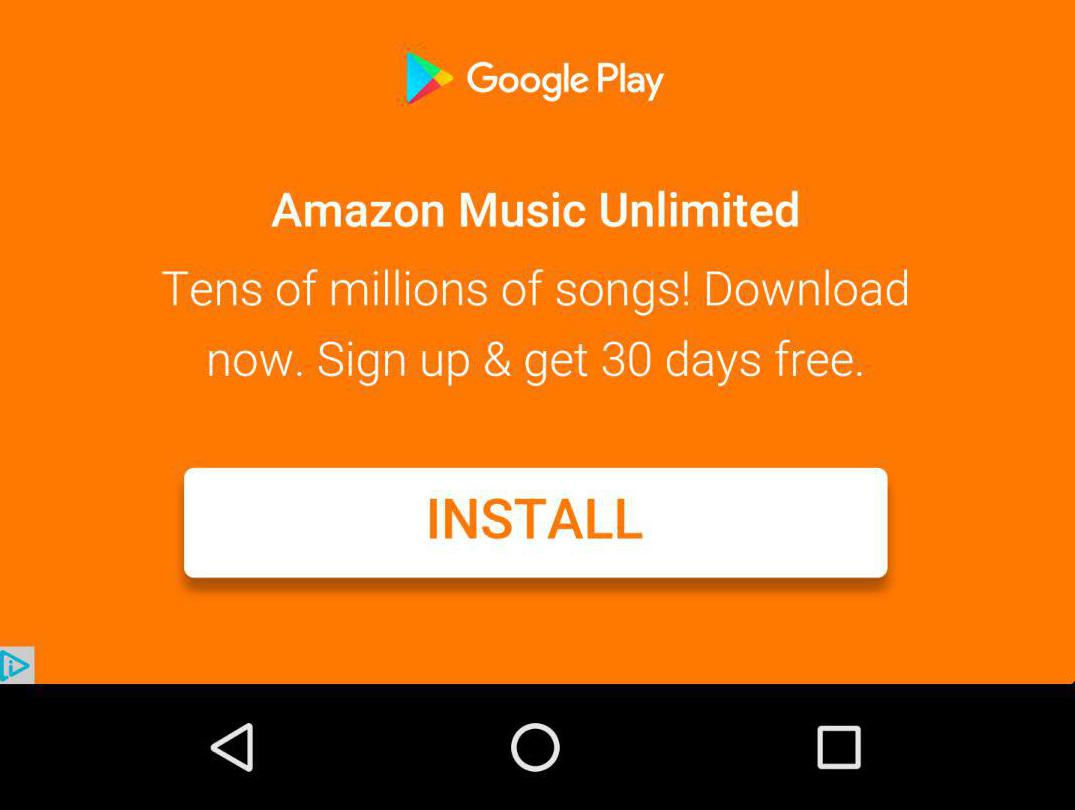 Google Play
Amazon Music Unlimited
Tens of millions of songs! Download
now. Sign up & get 30 days free.
INSTALL